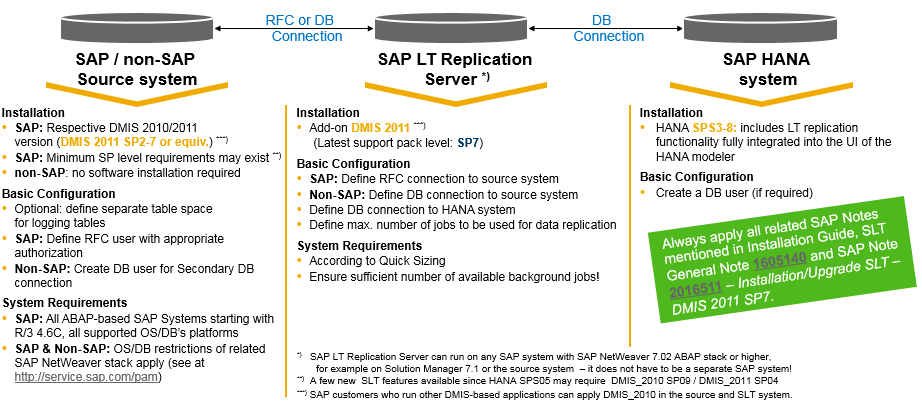 RFC or DB
Connection
DB
Connection
SAP / non-SAP
Source system
SAP LT Replication
Server *)
SAP HANA
system
Installation
• SAP: Respective DMIS 2010/2011
version (DMIS 2011 SP2-7 or equiv.) ***)
• SAP: Minimum SP level requirements may exist **)
• non-SAP: no software installation required
Basic Configuration
• Optional: define separate table space
for logging tables
• SAP: Define RFC user with appropriate
authorization
• Non-SAP: Create DB user for Secondary DB
connection
System Requirements
• SAP: All ABAP-based SAP Systems starting with
R/3 4.6C, all supported OS/DB's platforms
• SAP & Non-SAP: OS/DB restrictions of related
SAP NetWeaver stack apply (see at
http://service.sap.com/pam)
Installation
• Add-on DMIS 2011 ***)
(Latest support pack level: SP7)
Basic Configuration
• SAP: Define RFC connection to source system
• Non-SAP: Define DB connection to source system
• Define DB connection to HANA system
• Define max. number of jobs to be used for data replication
System Requirements
• According to Quick Sizing
• Ensure sufficient number of available background jobs!
Installation
• HANA SPS3-8: includes LT replication
functionality fully integrated into the UI of the
HANA modeler
Basic Configuration
• Create a DB user (if required)
Always apply all related SAP Notes
mentioned in Installation Guide, SLT
General Note 1605140 and SAP Note
2016511 – Installation/Upgrade SLT –
DMIS 2011 SP7.
*) SAP LT Replication Server can run on any SAP system with SAP NetWeaver 7.02 ABAP stack or higher,
for example on Solution Manager 7.1 or the source system – it does not have to be a separate SAP system!
**) A few new SLT features available since HANA SPS05 may require DMIS_2010 SP09 / DMIS_2011 SP04
***) SAP customers who run other DMIS-based applications can apply DMIS_2010 in the source and SLT system.